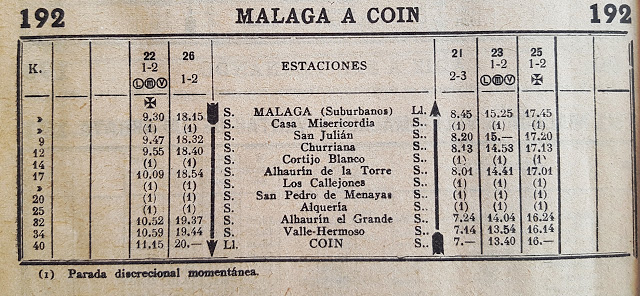 192 MALAGA A COIN 192
K. 22 26 ESTACIONES 21 23 25
1-2 1-2 2-3 1-2 1-2
Ⓛ ⓜ Ⓥ Ⓛ ⓜ Ⓥ ✠
✠
» 9.30 18.15 S. MALAGA (Suburbanos) Ll. 8.45 15.25 17.45
» (1) (1) S. Casa Misericordia S.. (1) (1) (1)
9 9.47 18.32 S. San Julián S.. 8.20 15.— 17.20
12 9.55 18.40 S. Churriana S.. 8.13 14.53 17.13
14 (1) (1) S. Cortijo Blanco S.. (1) (1) (1)
17 10.09 18.54 S. Alhaurín de la Torre S.. 8.01 14.41 17.01
» (1) (1) S. Los Callejones S.. (1) (1) (1)
20 (1) (1) S. San Pedro de Menayas S.. (1) (1) (1)
25 (1) (1) S. Alquería S.. (1) (1) (1)
32 10.52 19.37 S. Alhaurín el Grande S.. 7.24 14.04 16.24
34 10.59 19.44 S. Valle-Hermoso S.. 7.14 13.54 16.14
40 11.15 20.— Ll. COIN S.. 7.— 13.40 16.—
(1) Parada discrecional momentánea.